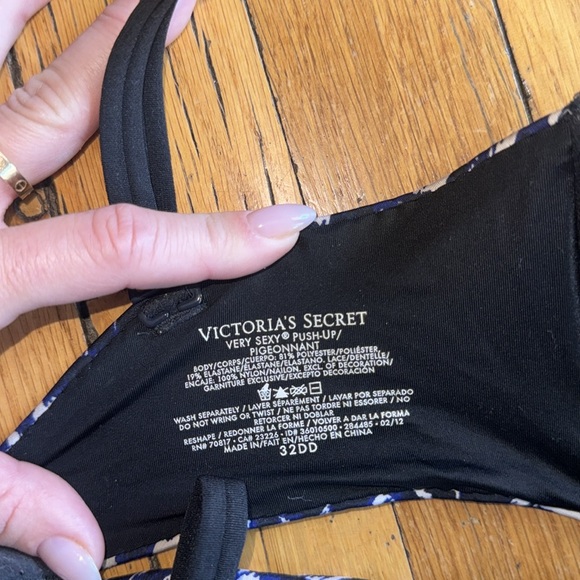 VICTORIA'S SECRET
VERY SEXY® PUSH-UP/
PIGEONNANT
BODY/CORPS/CUERPO: 81% POLYESTER/POLIÉSTER,
19% ELASTANE/ÉLASTHANNE/ELASTANO. LACE/DENTELLE/
ENCAJE: 100% NYLON/NAILON. EXCL. OF DECORATION/
GARNITURE EXCLUSIVE/EXCEPTO DECORACIÓN
WASH SEPARATELY / LAVER SÉPARÉMENT / LAVAR POR SEPARADO
DO NOT WRING OR TWIST / NE PAS TORDRE NI ESSORER / NO
RETORCER NI DOBLAR
RESHAPE / REDONNER LA FORME / VOLVER A DAR LA FORMA
RN# 70817 • CA# 23226 • ID# 36010500 • 284485 • 02/12
MADE IN/FAIT EN/HECHO EN CHINA
32DD